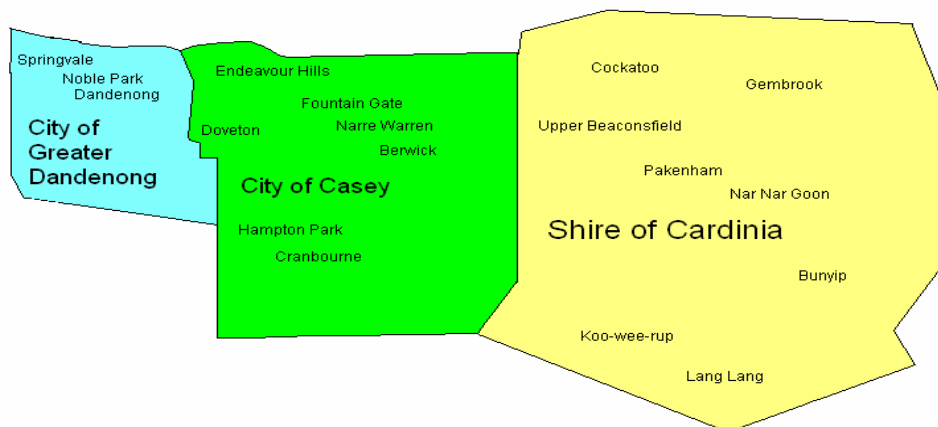 Springvale
Noble Park
Dandenong
City of
Greater
Dandenong
Endeavour Hills
Fountain Gate
Doveton
Narre Warren
Berwick
City of Casey
Hampton Park
Cranbourne
Cockatoo
Gembrook
Upper Beaconsfield
Pakenham
Nar Nar Goon
Shire of Cardinia
Bunyip
Koo-wee-rup
Lang Lang